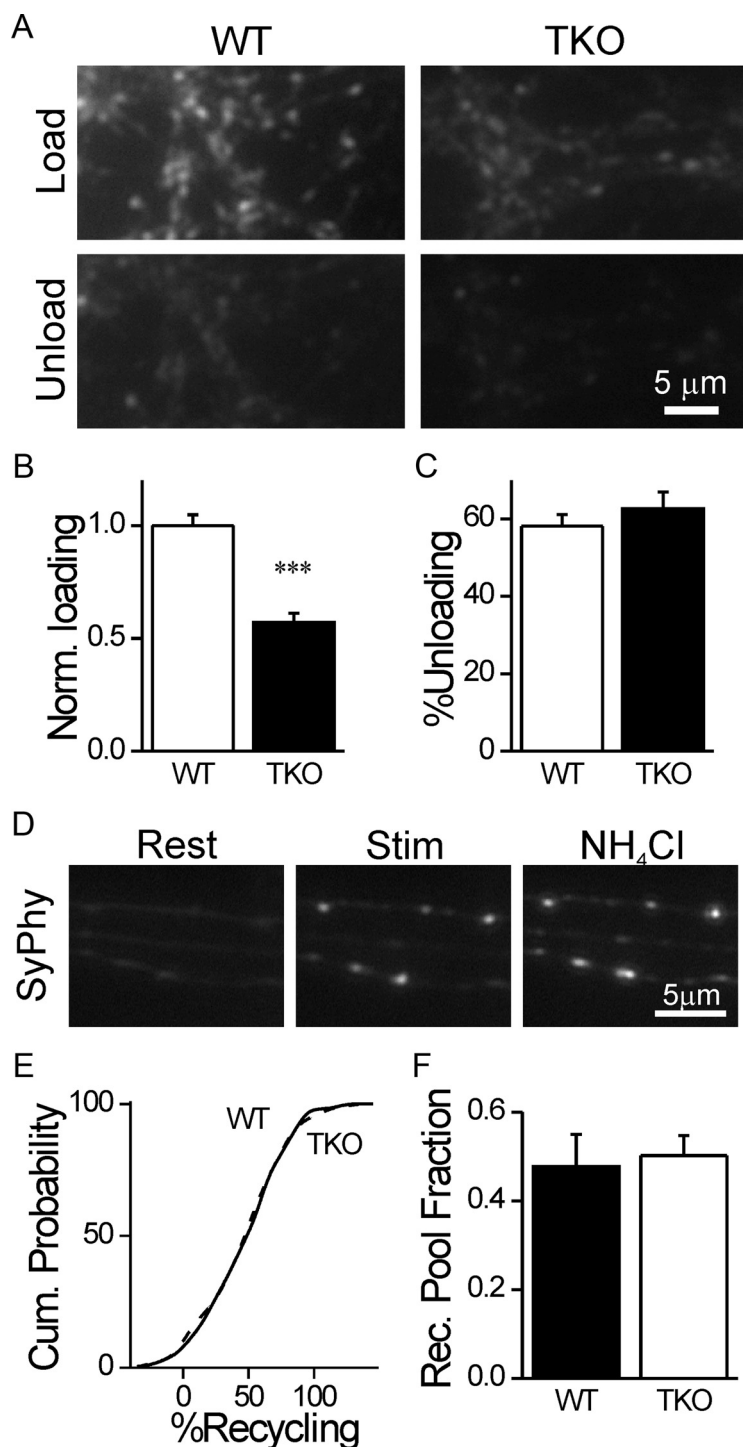 A
WT
TKO
Load
Unload
5 µm
B
Norm. loading
1.0
0.5
0.0
***
WT
TKO
C
%Unloading
60
40
20
0
WT
TKO
D
Rest
Stim
NH₄Cl
SyPhy
5µm
E
Cum. Probability
100
50
0
WT
TKO
0
50
100
%Recycling
F
Rec. Pool Fraction
0.6
0.4
0.2
0.0
WT
TKO